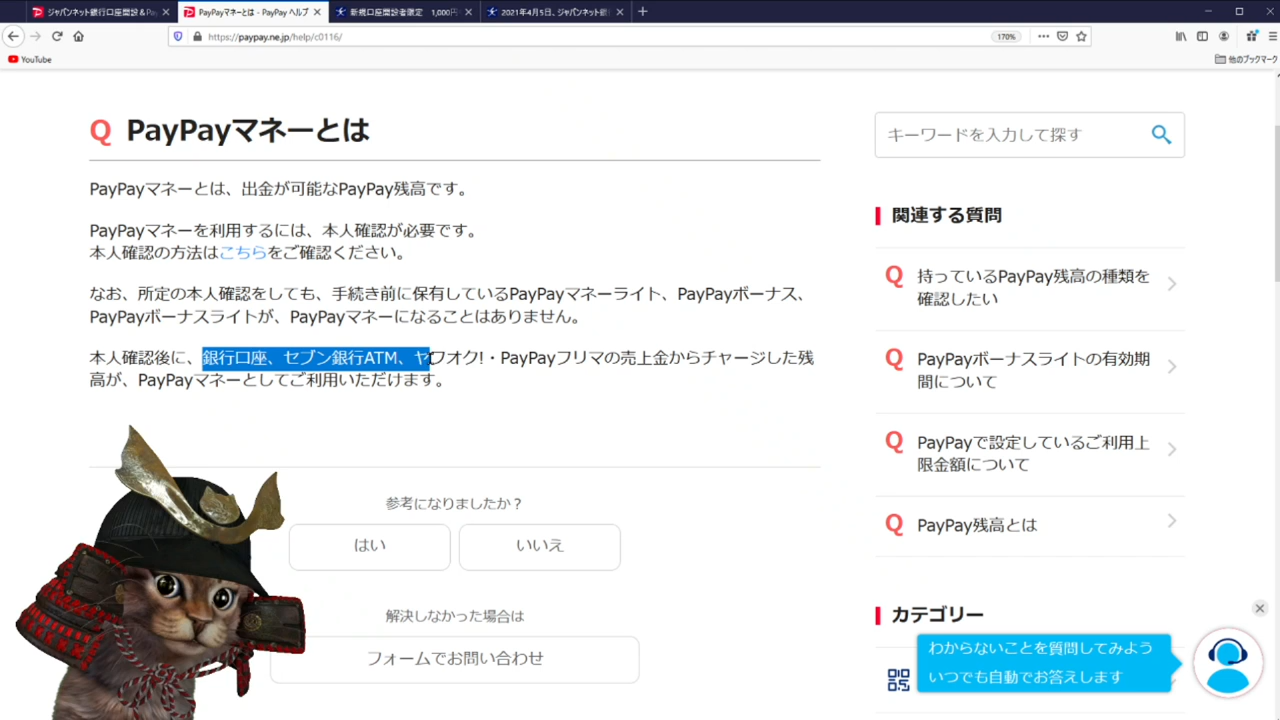 ジャパンネット銀行口座開設＆Pay
PayPayマネーとは - PayPay ヘルプ
新規口座開設者限定 1,000円
2021年4月5日、ジャパンネット銀
https://paypay.ne.jp/help/c0116/
170%
YouTube
他のブックマーク
Q PayPayマネーとは
PayPayマネーとは、出金が可能なPayPay残高です。
PayPayマネーを利用するには、本人確認が必要です。
本人確認の方法はこちらをご確認ください。
なお、所定の本人確認をしても、手続き前に保有しているPayPayマネーライト、PayPayボーナス、
PayPayボーナスライトが、PayPayマネーになることはありません。
本人確認後に、銀行口座、セブン銀行ATM、ヤフオク!・PayPayフリマの売上金からチャージした残
高が、PayPayマネーとしてご利用いただけます。
参考になりましたか？
はい
いいえ
解決しなかった場合は
フォームでお問い合わせ
キーワードを入力して探す
関連する質問
Q 持っているPayPay残高の種類を
確認したい
Q PayPayボーナスライトの有効期
間について
Q PayPayで設定しているご利用上
限金額について
Q PayPay残高とは
カテゴリー
わからないことを質問してみよう
いつでも自動でお答えします